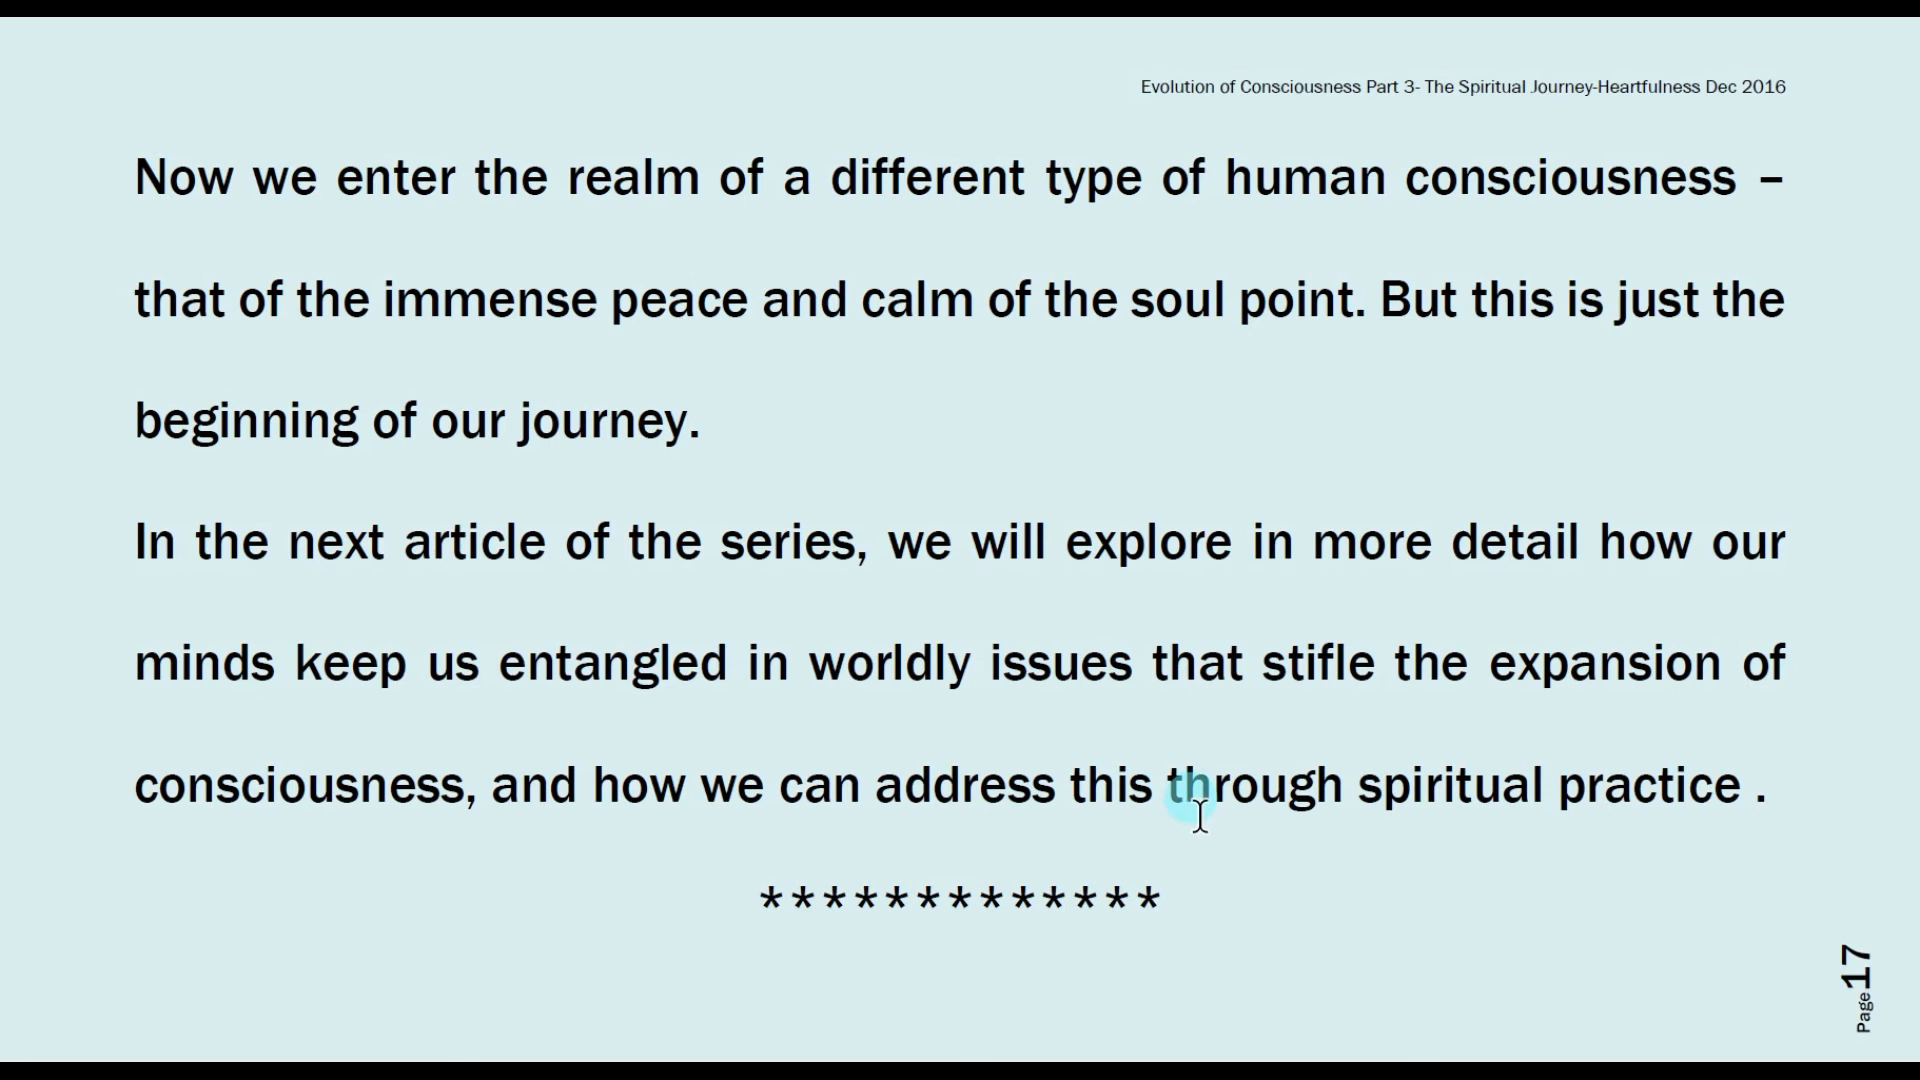 Evolution of Consciousness Part 3- The Spiritual Journey-Heartfulness Dec 2016
Now we enter the realm of a different type of human consciousness –
that of the immense peace and calm of the soul point. But this is just the
beginning of our journey.
In the next article of the series, we will explore in more detail how our
minds keep us entangled in worldly issues that stifle the expansion of
consciousness, and how we can address this through spiritual practice .
*************
Page 17